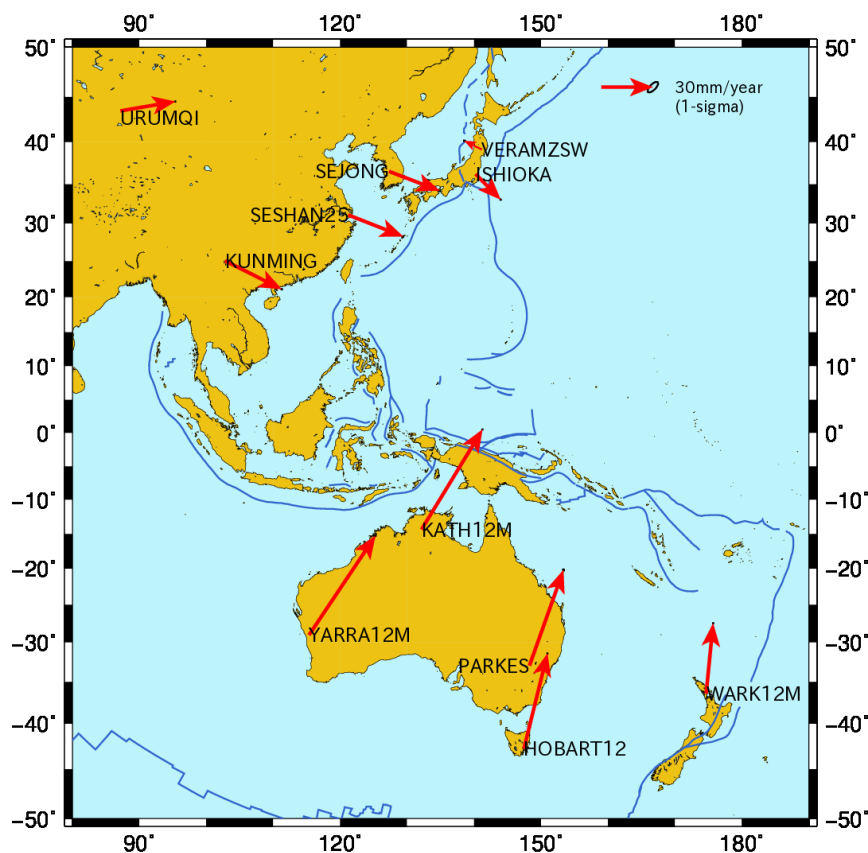 90° 120° 150° 180°
50° 50°
30mm/year
(1-sigma)
URUMQI
40° 40°
VERAMZSW
SEJONG ISHIOKA
SESHAN25
30° 30°
KUNMING
20° 20°
10° 10°
0° 0°
-10° -10°
KATH12M
-20° -20°
YARRA12M
-30° -30°
PARKES
WARK12M
-40° -40°
HOBART12
-50° -50°
90° 120° 150° 180°